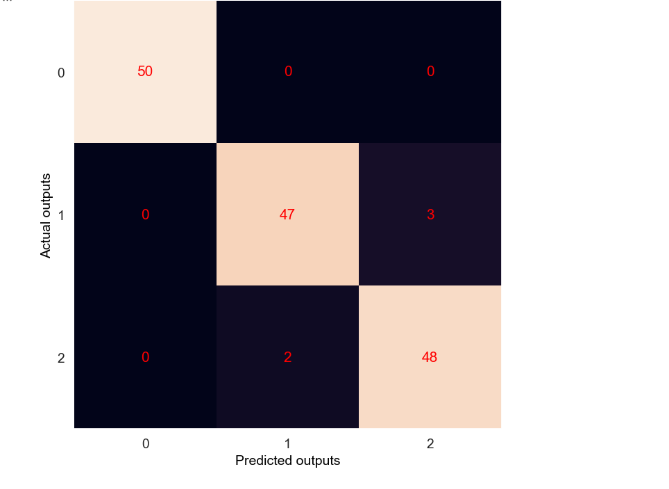 ...
0 50 0 0
Actual outputs
1 0 47 3
2 0 2 48
0 1 2
Predicted outputs